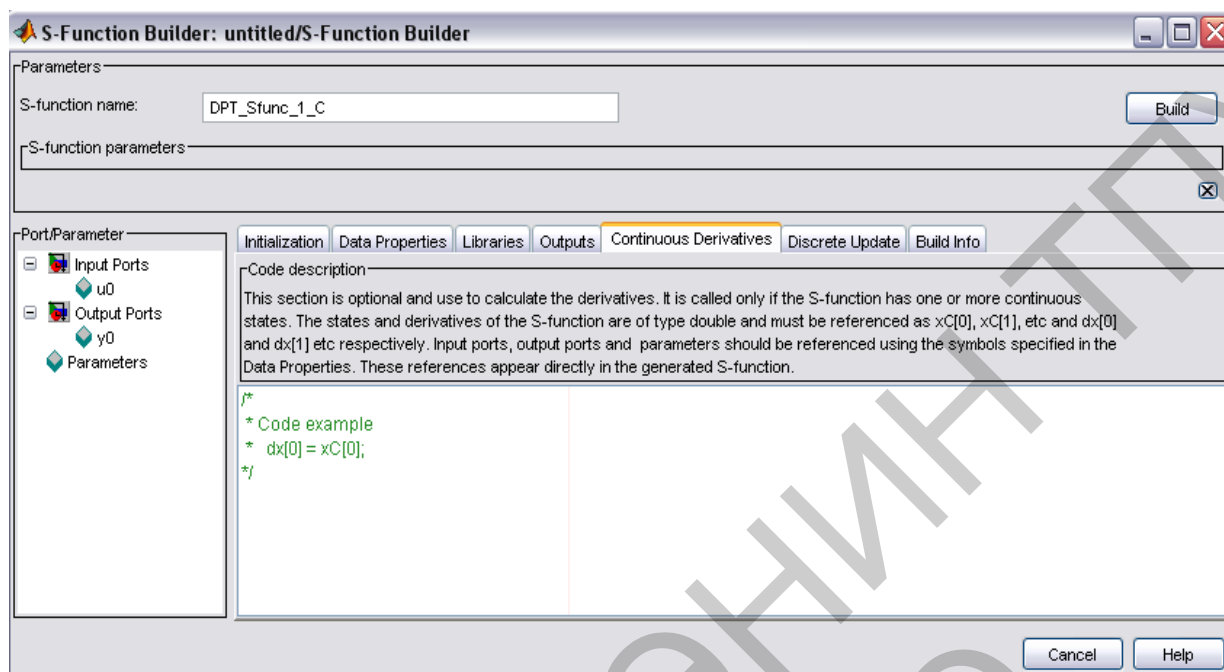 S-Function Builder: untitled/S-Function Builder
Parameters
S-function name:
DPT_Sfunc_1_C
Build
S-function parameters
Port/Parameter
Input Ports
u0
Output Ports
y0
Parameters
Initialization Data Properties Libraries Outputs Continuous Derivatives Discrete Update Build Info
Code description
This section is optional and use to calculate the derivatives. It is called only if the S-function has one or more continuous
states. The states and derivatives of the S-function are of type double and must be referenced as xC[0], xC[1], etc and dx[0]
and dx[1] etc respectively. Input ports, output ports and parameters should be referenced using the symbols specified in the
Data Properties. These references appear directly in the generated S-function.
/*
* Code example
* dx[0] = xC[0];
*/
Cancel Help